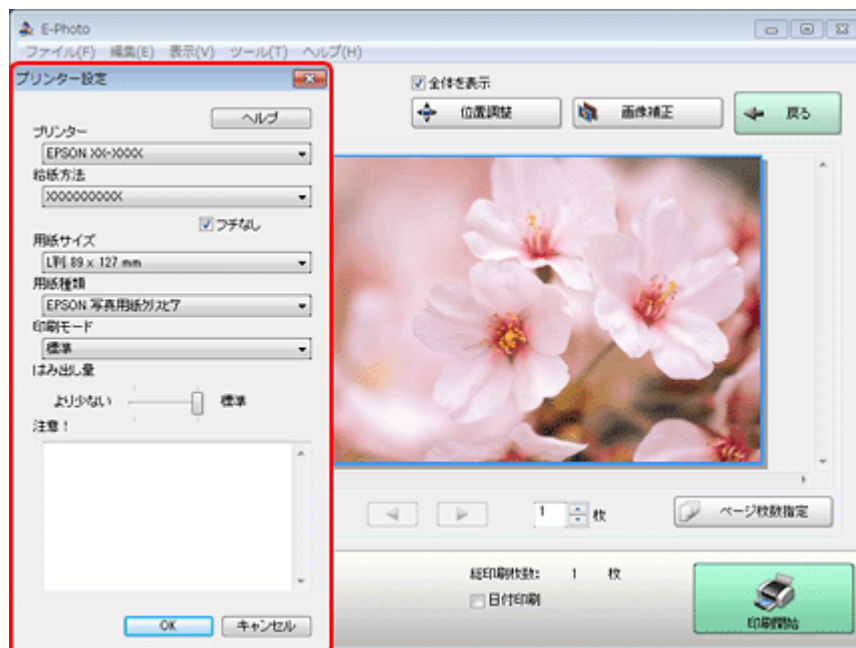 E-Photo
ファイル(F) 編集(E) 表示(V) ツール(T) ヘルプ(H)
プリンター設定
ヘルプ
プリンター
EPSON XX-XXXX
給紙方法
XXXXXXXXXX
フチなし
用紙サイズ
L判 89 x 127 mm
用紙種類
EPSON 写真用紙クリスピア
印刷モード
標準
はみ出し量
より少ない 標準
注意！
OK キャンセル
全体を表示
位置調整 画像補正 戻る
1 枚 ページ枚数指定
総印刷枚数: 1 枚
日付印刷
印刷開始